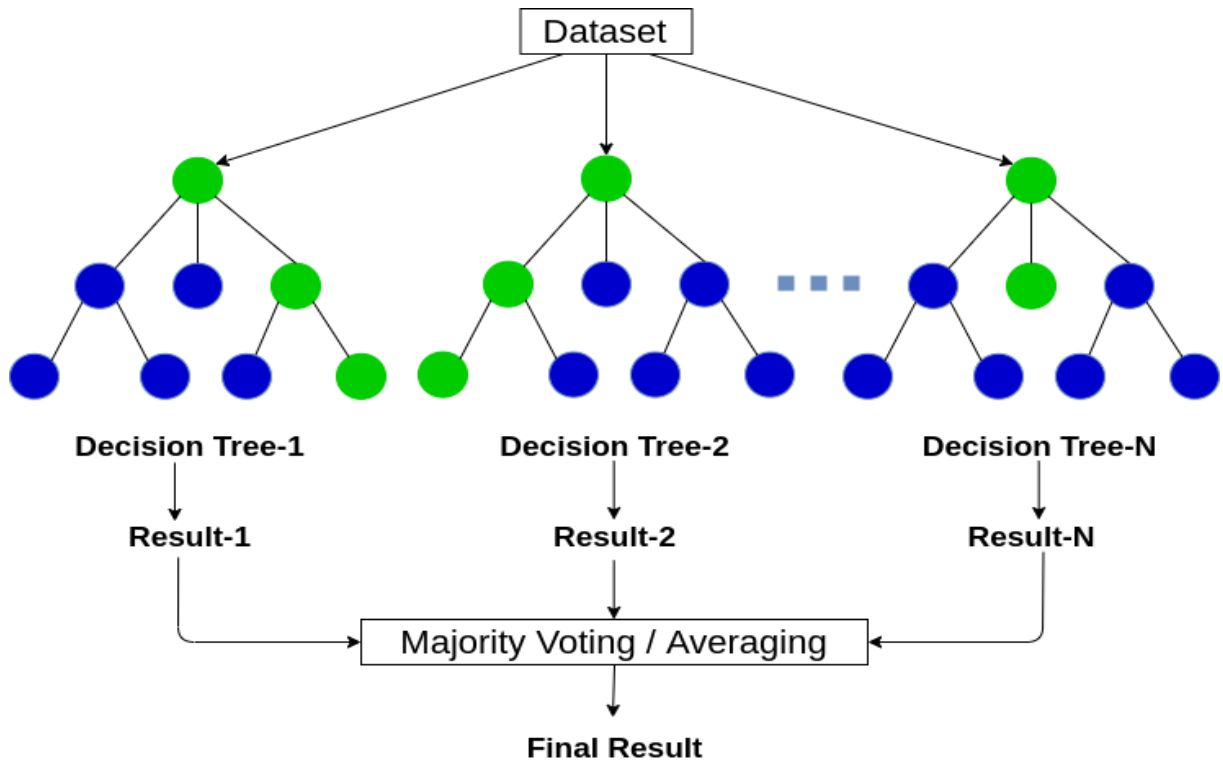 Dataset
Decision Tree-1
Decision Tree-2
Decision Tree-N
Result-1
Result-2
Result-N
Majority Voting / Averaging
Final Result